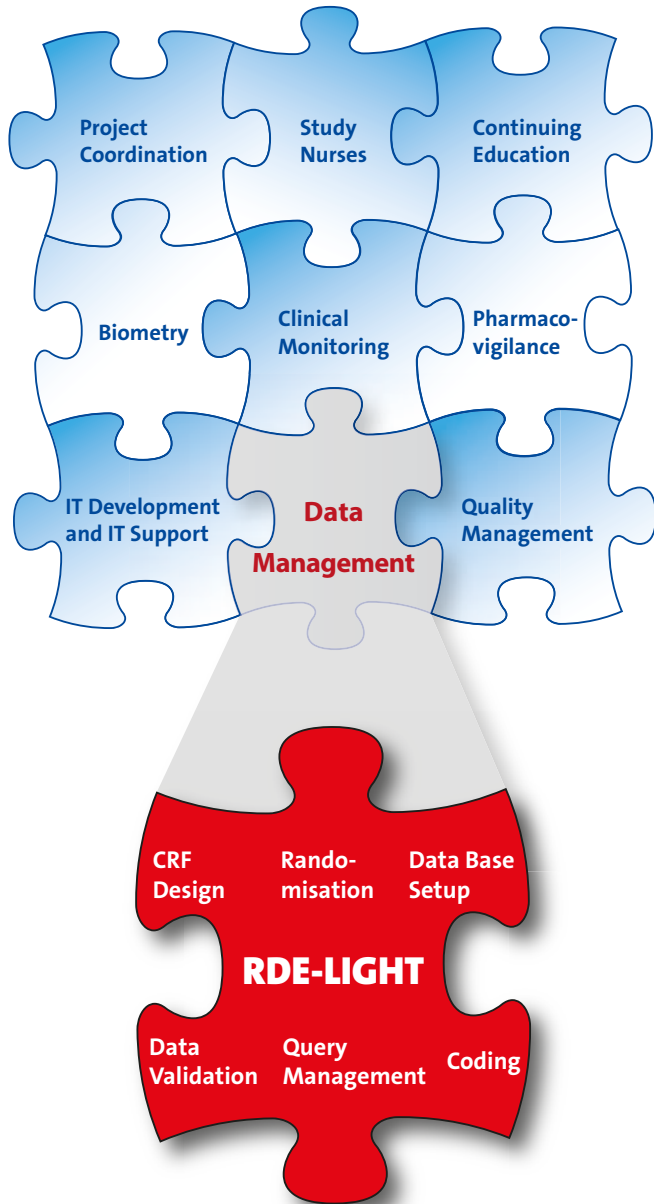 Project
Coordination
Study
Nurses
Continuing
Education
Biometry
Clinical
Monitoring
Pharmaco-
vigilance
IT Development
and IT Support
Data
Management
Quality
Management
CRF
Design
Rando-
misation
Data Base
Setup
RDE-LIGHT
Data
Validation
Query
Management
Coding